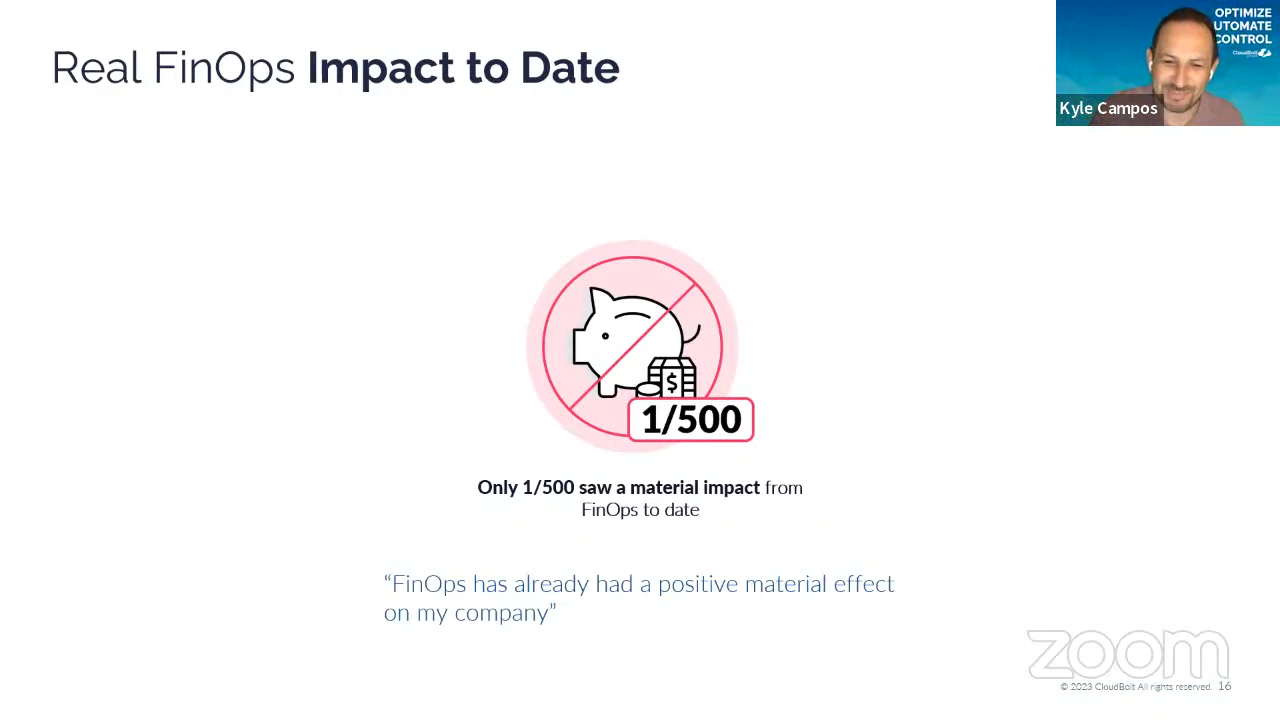 Real FinOps Impact to Date
OPTIMIZE
UTOMATE
CONTROL
CloudBolt
Kyle Campos
$
1/500
Only 1/500 saw a material impact from
FinOps to date
“FinOps has already had a positive material effect
on my company”
zoom
© 2023 CloudBolt All rights reserved. 16